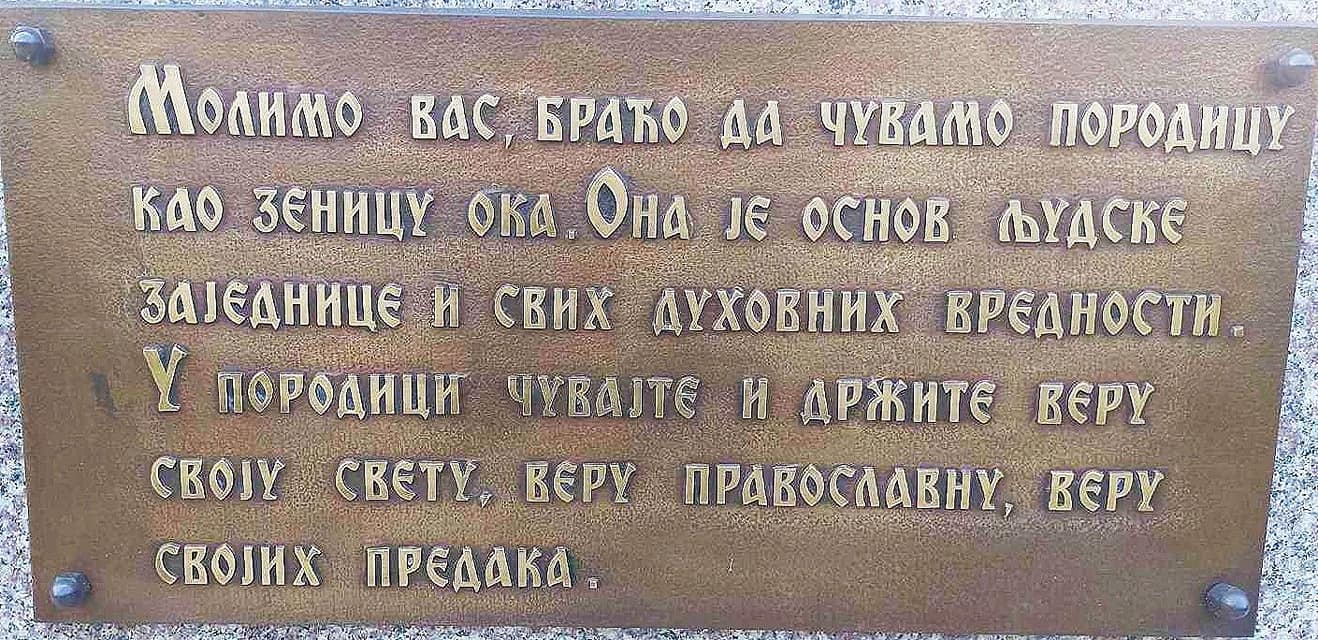 Молимо вас, браћо да чувамо породицу
као зеницу ока. Она је основ људске
заједнице и свих духовних вредности.
У породици чувајте и држите веру
своју свету, веру православну, веру
својих предака.